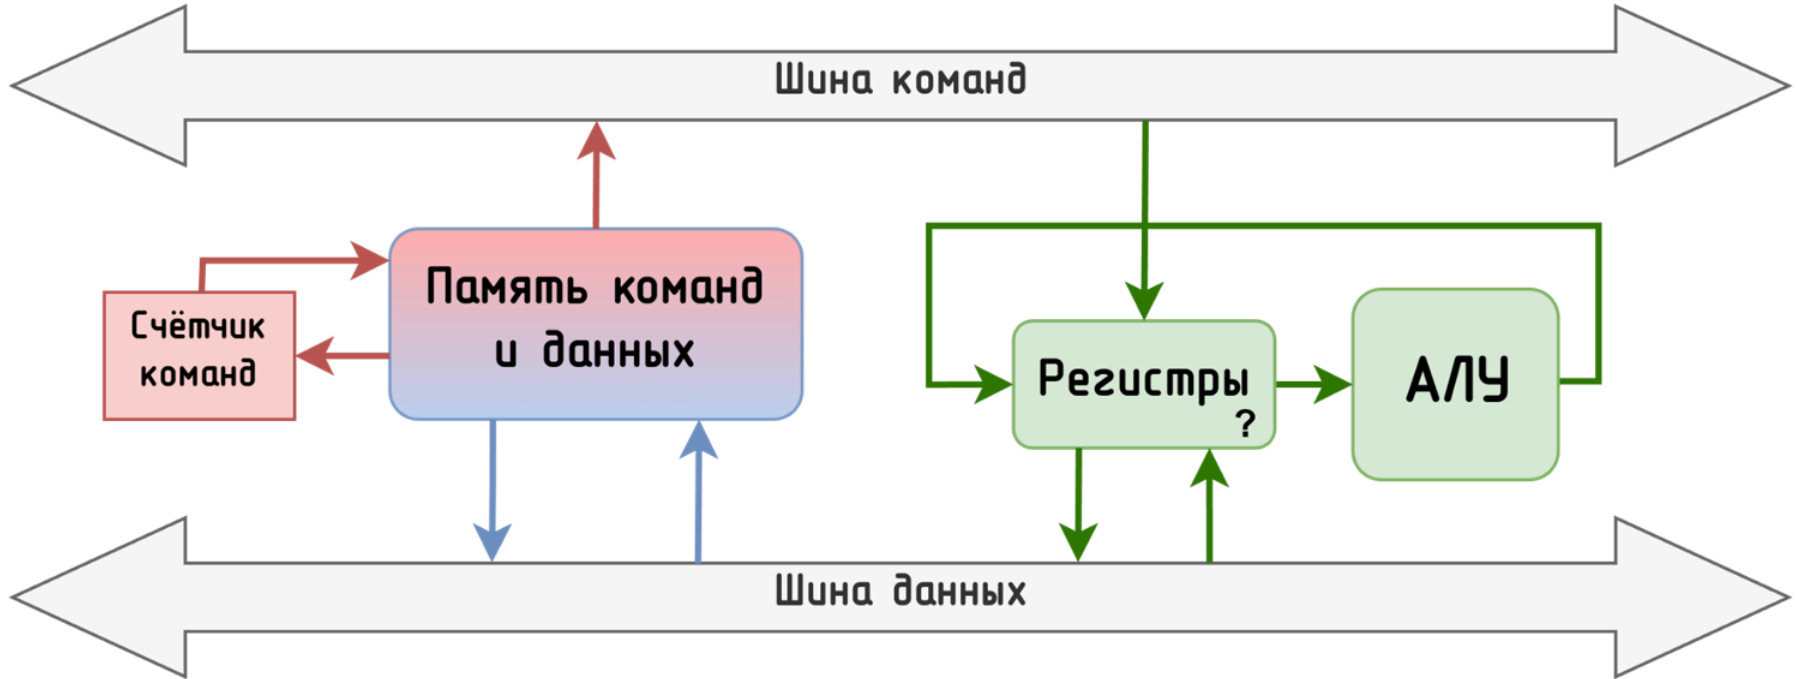 Шина команд
Память команд
и данных
Счётчик
команд
Регистры
?
АЛУ
Шина данных